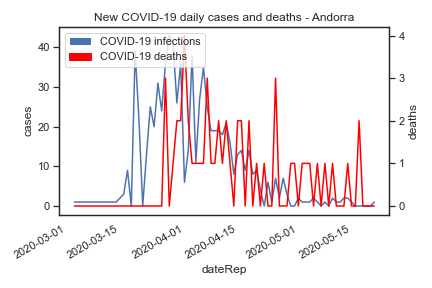 New COVID-19 daily cases and deaths - Andorra
COVID-19 infections
COVID-19 deaths
40
30
20
10
0
cases
4
3
2
1
0
deaths
2020-03-01
2020-03-15
2020-04-01
2020-04-15
2020-05-01
2020-05-15
dateRep